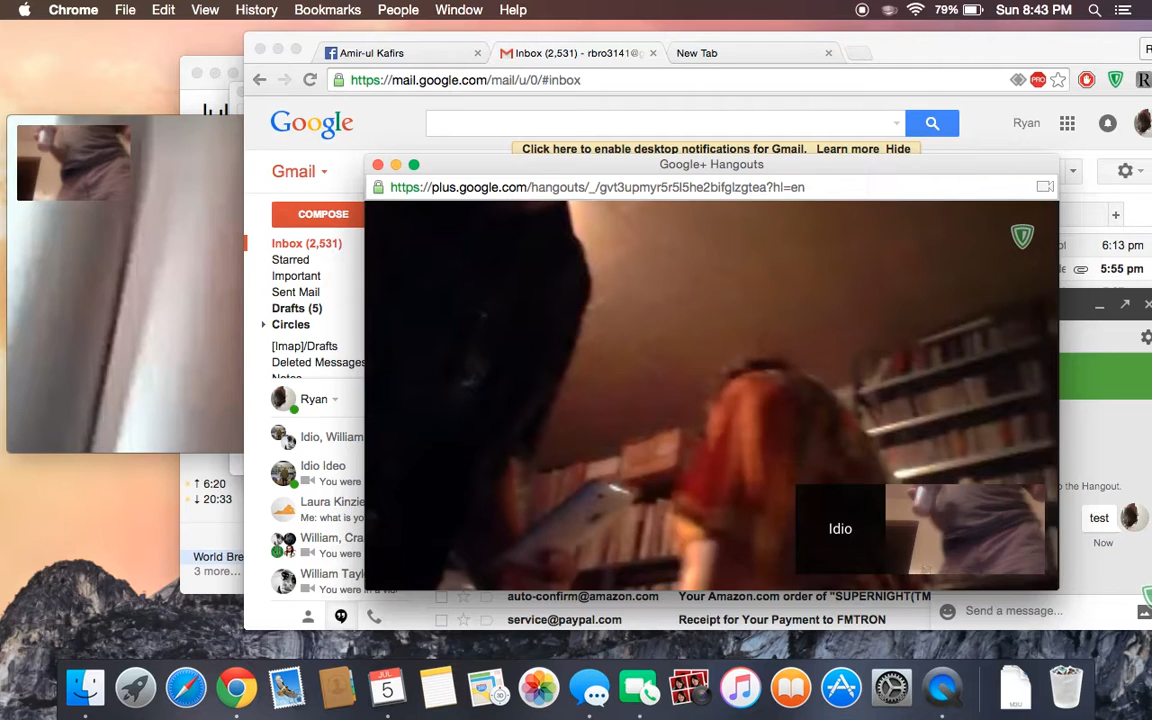 Chrome File Edit View History Bookmarks People Window Help 79% Sun 8:43 PM
Amir-ul Kafirs Inbox (2,531) - rbro3141@ New Tab
https://mail.google.com/mail/u/0/#inbox PRO
Google Ryan
Click here to enable desktop notifications for Gmail. Learn more Hide
Gmail
Google+ Hangouts
https://plus.google.com/hangouts/_/gvt3upmyr5r5l5he2bifglzgtea?hl=en
COMPOSE
Inbox (2,531) 6:13 pm
Starred 5:55 pm
Important
Sent Mail
Drafts (5)
Circles
[Imap]/Drafts
Deleted Messages
Ryan
Idio, William
Idio Ideo
You were
Laura Kinzie
Me: what is yo
William, Cra
You were
William Tayl
You were in a
↑ 6:20
↓ 20:33
World Bre
3 more...
Idio
the Hangout.
test
Now
auto-confirm@amazon.com Your Amazon.com order of "SUPERNIGHT(TM
service@paypal.com Receipt for Your Payment to FMTRON
Send a message...
JUL
5
M3U